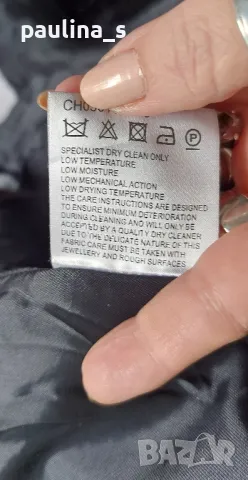 paulina_s
CH0304
SPECIALIST DRY CLEAN ONLY
LOW TEMPERATURE
LOW MOISTURE
LOW MECHANICAL ACTION
LOW DRYING TEMPERATURE
THE CARE INSTRUCTIONS ARE DESIGNED
TO ENSURE MINIMUM DETERIORATION
DURING CLEANING AND WILL ONLY BE
ACCEPTED BY A QUALITY DRY CLEANER
DUE TO THE DELICATE NATURE OF THIS
FABRIC CARE MUST BE TAKEN WITH
JEWELLERY AND ROUGH SURFACES
BAZAR